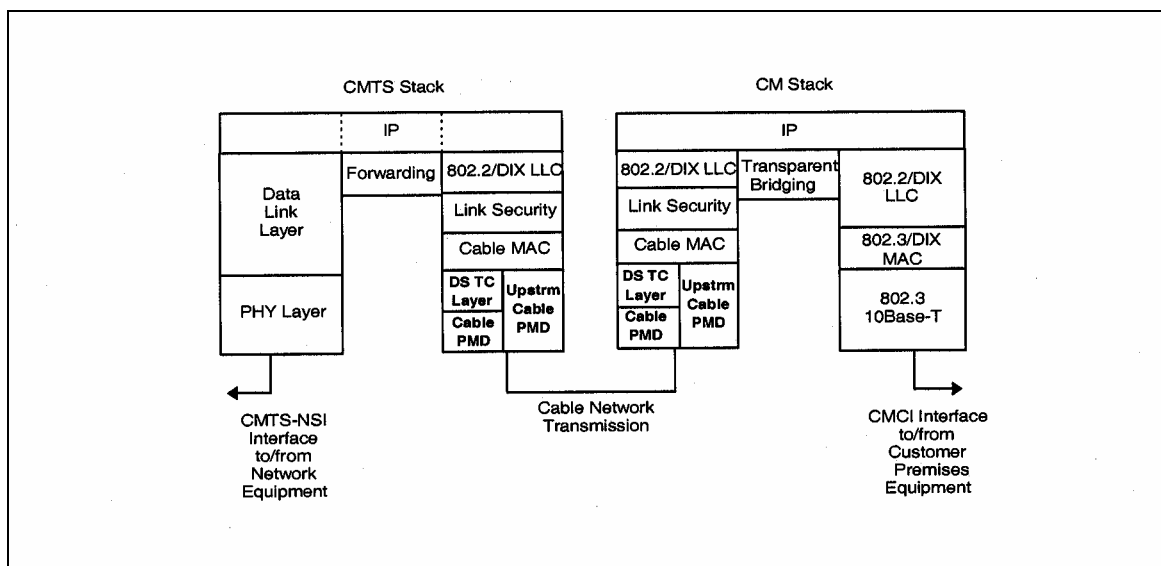 CMTS Stack
CM Stack
IP
IP
Data
Link
Layer
Forwarding
802.2/DIX LLC
Link Security
Cable MAC
PHY Layer
DS TC
Layer
Cable
PMD
Upstrm
Cable
PMD
802.2/DIX LLC
Link Security
Cable MAC
DS TC
Layer
Cable
PMD
Upstrm
Cable
PMD
Transparent
Bridging
802.2/DIX
LLC
802.3/DIX
MAC
802.3
10Base-T
CMTS-NSI
Interface
to/from
Network
Equipment
Cable Network
Transmission
CMCI Interface
to/from
Customer
Premises
Equipment